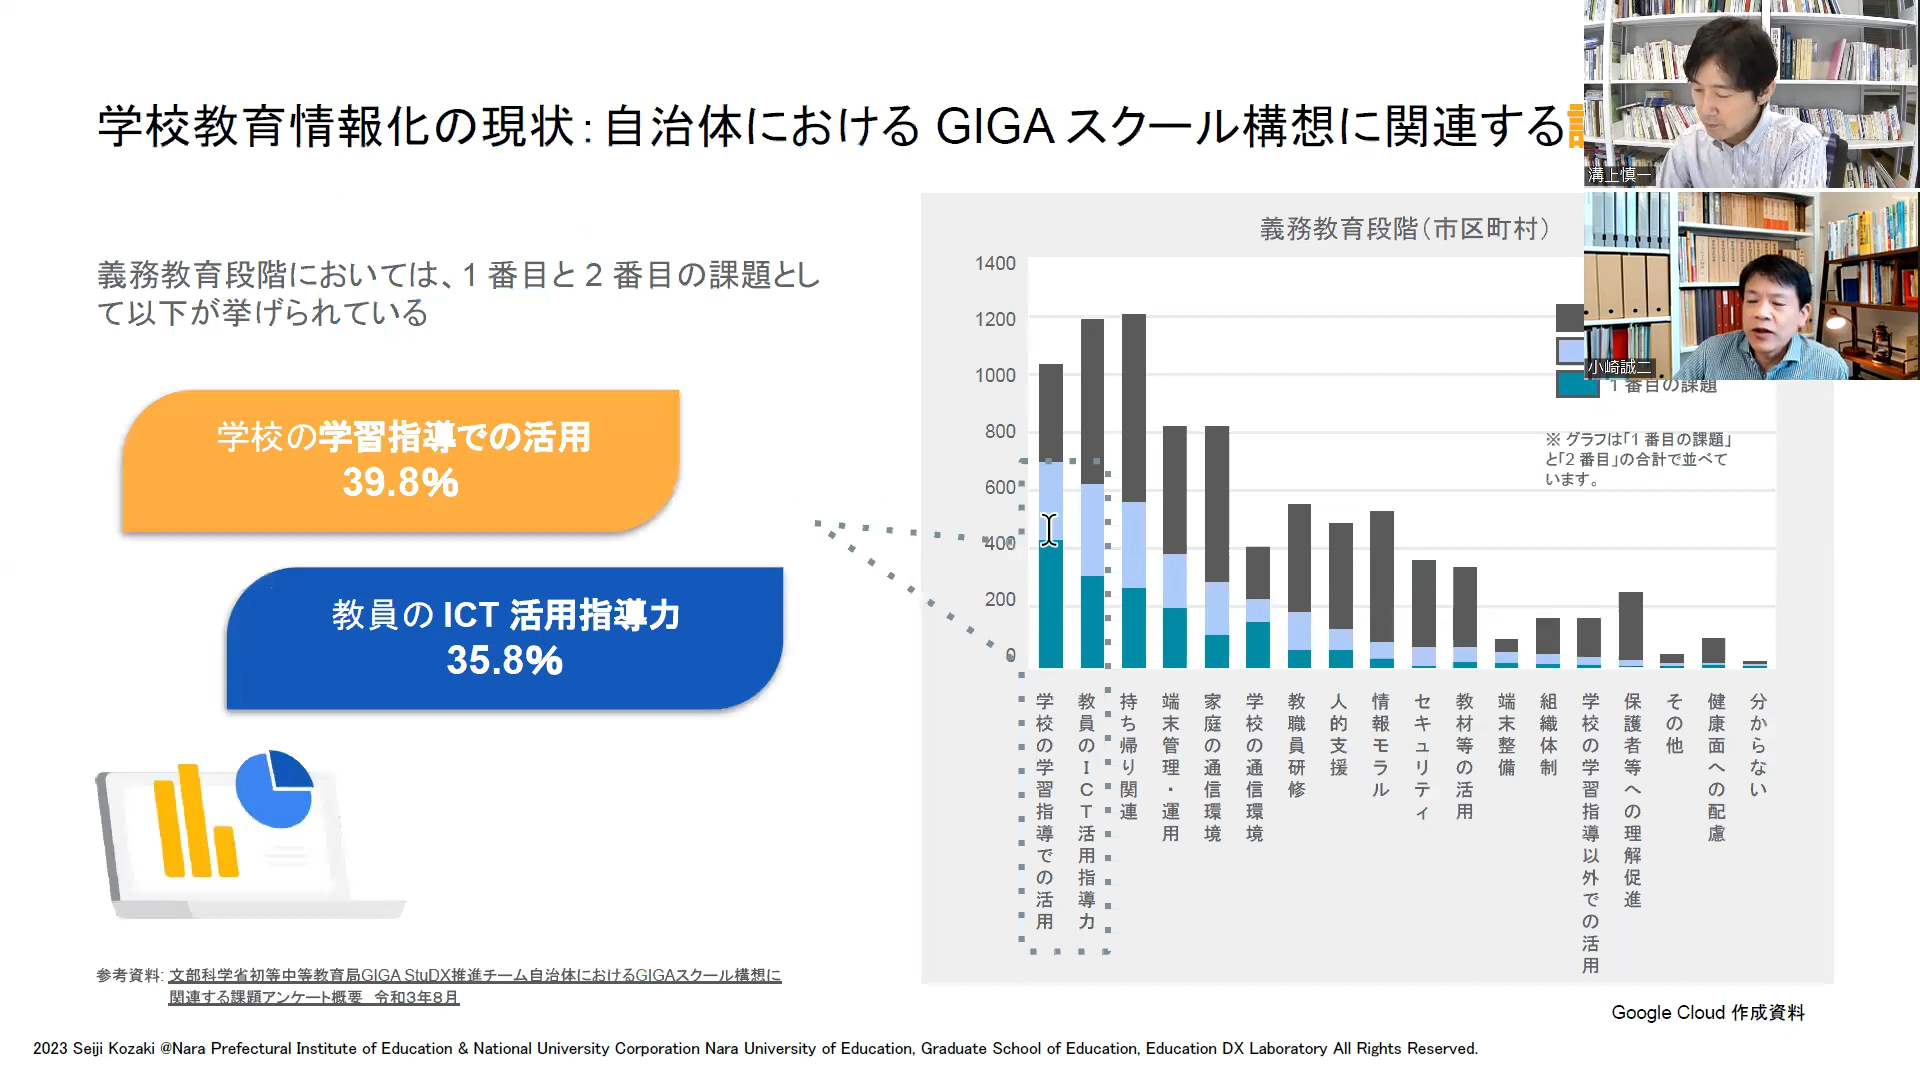 学校教育情報化の現状：自治体における GIGA スクール構想に関連する
溝上慎一
小崎誠二
義務教育段階においては、1 番目と 2 番目の課題とし
て以下が挙げられている
学校の学習指導での活用
39.8%
教員の ICT 活用指導力
35.8%
義務教育段階（市区町村）
1400
1200
1000
800
600
400
200
0
1 番目の課題
※ グラフは「1 番目の課題」
と「2 番目」の合計で並べて
います。
学校の学習指導での活用
教員のICT活用指導力
持ち帰り関連
端末管理・運用
家庭の通信環境
学校の通信環境
教職員研修
人的支援
情報モラル
セキュリティ
教材等の活用
端末整備
組織体制
学校の学習指導以外での活用
保護者等への理解促進
その他
健康面への配慮
分からない
参考資料: 文部科学省初等中等教育局GIGA StuDX推進チーム自治体におけるGIGAスクール構想に
関連する課題アンケート概要　令和3年8月
Google Cloud 作成資料
2023 Seiji Kozaki @Nara Prefectural Institute of Education & National University Corporation Nara University of Education, Graduate School of Education, Education DX Laboratory All Rights Reserved.